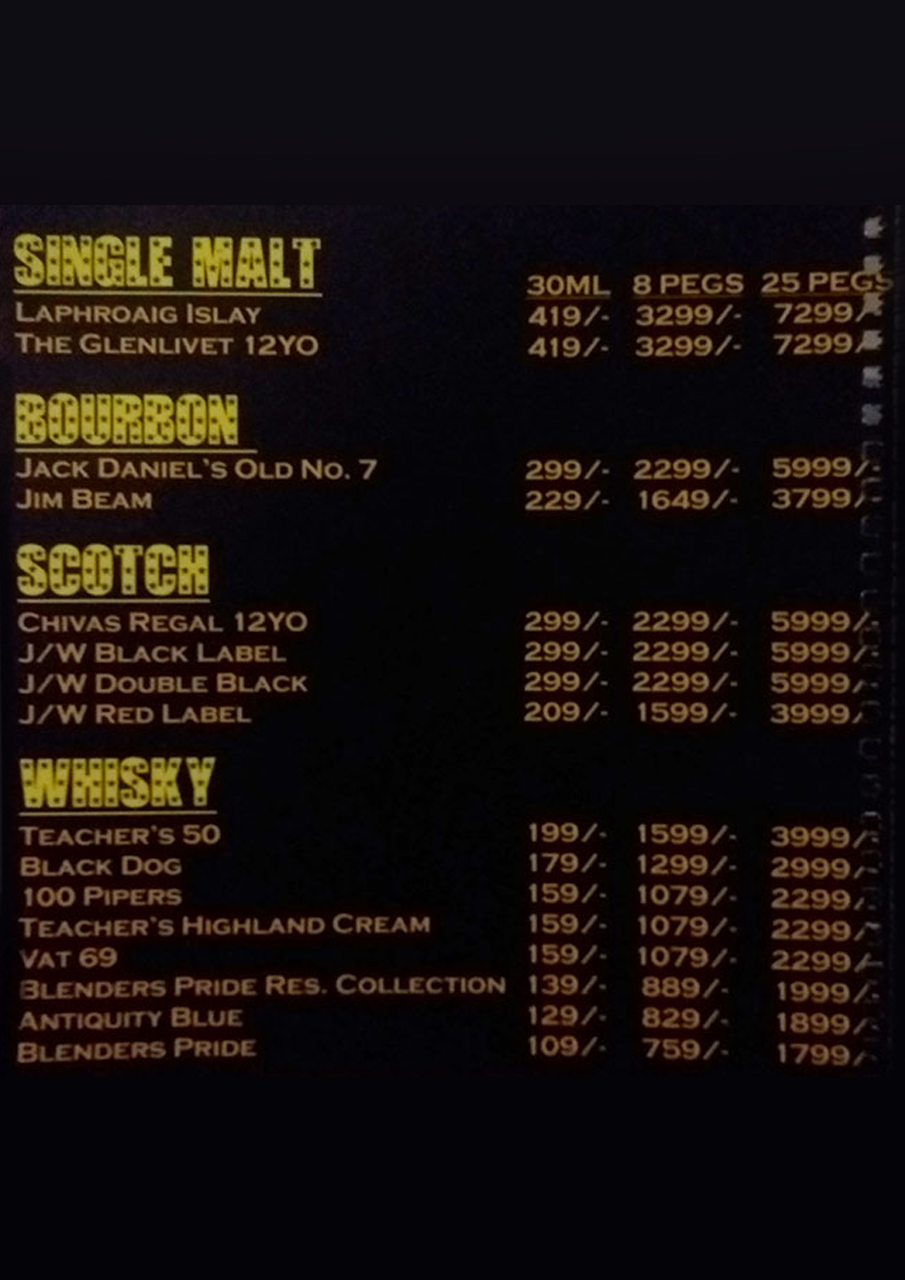 SINGLE MALT
30ML 8 PEGS 25 PEGS
LAPHROAIG ISLAY 419/- 3299/- 7299/-
THE GLENLIVET 12YO 419/- 3299/- 7299/-
BOURBON
JACK DANIEL'S OLD NO. 7 299/- 2299/- 5999/-
JIM BEAM 229/- 1649/- 3799/-
SCOTCH
CHIVAS REGAL 12YO 299/- 2299/- 5999/-
J/W BLACK LABEL 299/- 2299/- 5999/-
J/W DOUBLE BLACK 299/- 2299/- 5999/-
J/W RED LABEL 209/- 1599/- 3999/-
WHISKY
TEACHER'S 50 199/- 1599/- 3999/-
BLACK DOG 179/- 1299/- 2999/-
100 PIPERS 159/- 1079/- 2299/-
TEACHER'S HIGHLAND CREAM 159/- 1079/- 2299/-
VAT 69 159/- 1079/- 2299/-
BLENDERS PRIDE RES. COLLECTION 139/- 889/- 1999/-
ANTIQUITY BLUE 129/- 829/- 1899/-
BLENDERS PRIDE 109/- 759/- 1799/-